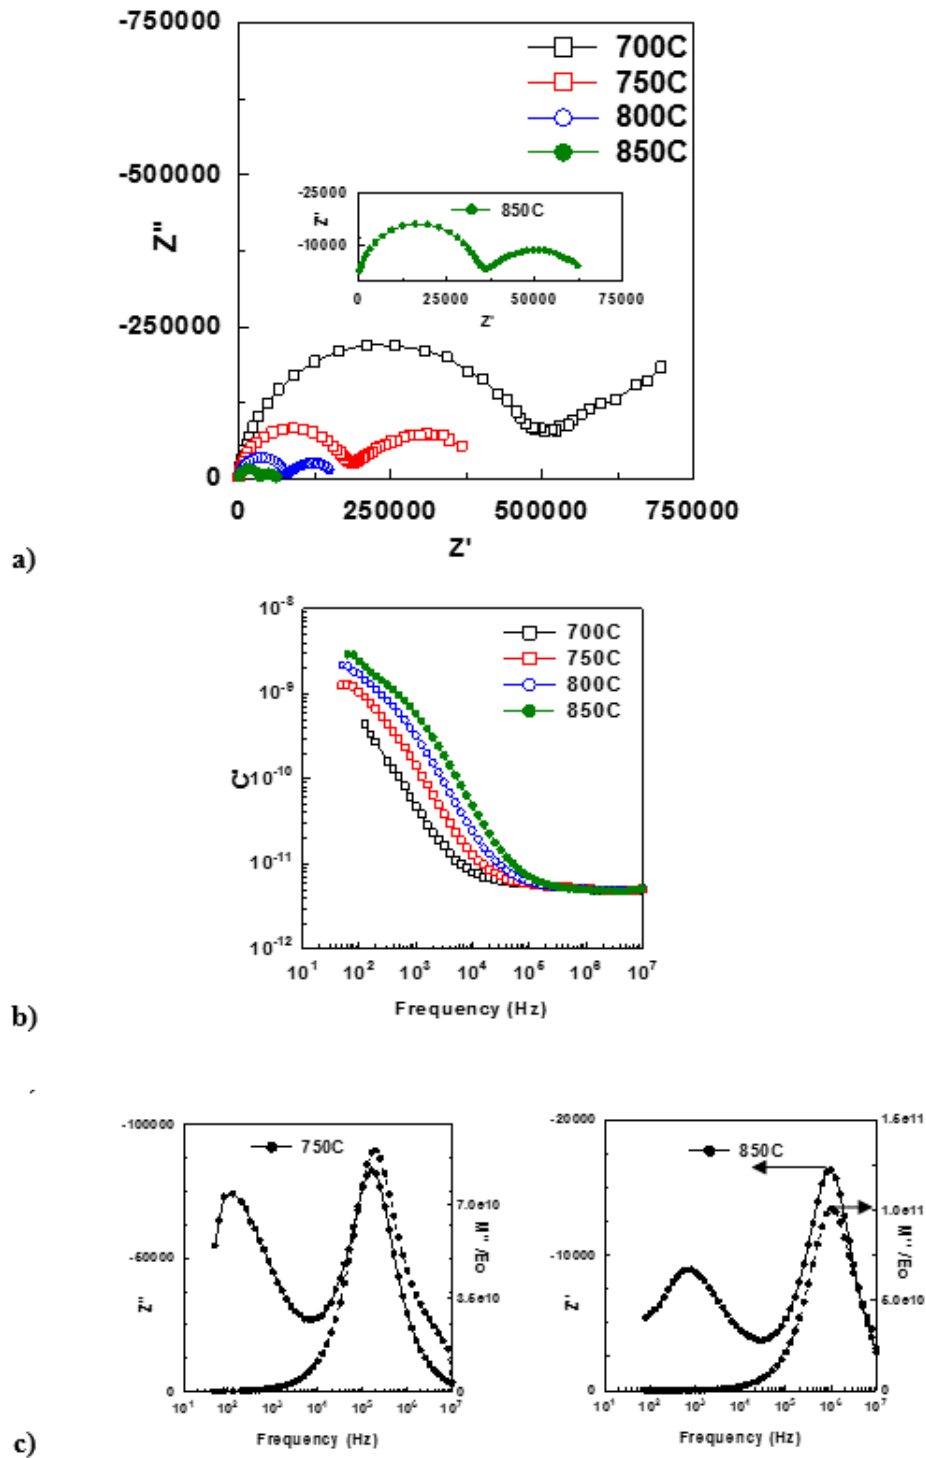 -750000
Z''
-500000
-250000
0
700C
750C
800C
850C
-25000
Z'
-10000
850C
0 25000 50000 75000
Z'
0 250000 500000 750000
Z'
a)
10-8
10-9
10-10
10-11
10-12
C'
700C
750C
800C
850C
10¹ 10² 10³ 10⁴ 10⁵ 10⁶ 10⁷
Frequency (Hz)
b)
-100000
-50000
0
Z''
750C
7.0e10
3.5e10
0
M''/Eo
10¹ 10² 10³ 10⁴ 10⁵ 10⁶ 10⁷
Frequency (Hz)
-20000
-10000
0
Z'
850C
1.5e11
1.0e11
5.0e10
0
M''/Eo
10¹ 10² 10³ 10⁴ 10⁵ 10⁶ 10⁷
Frequency (Hz)
c)